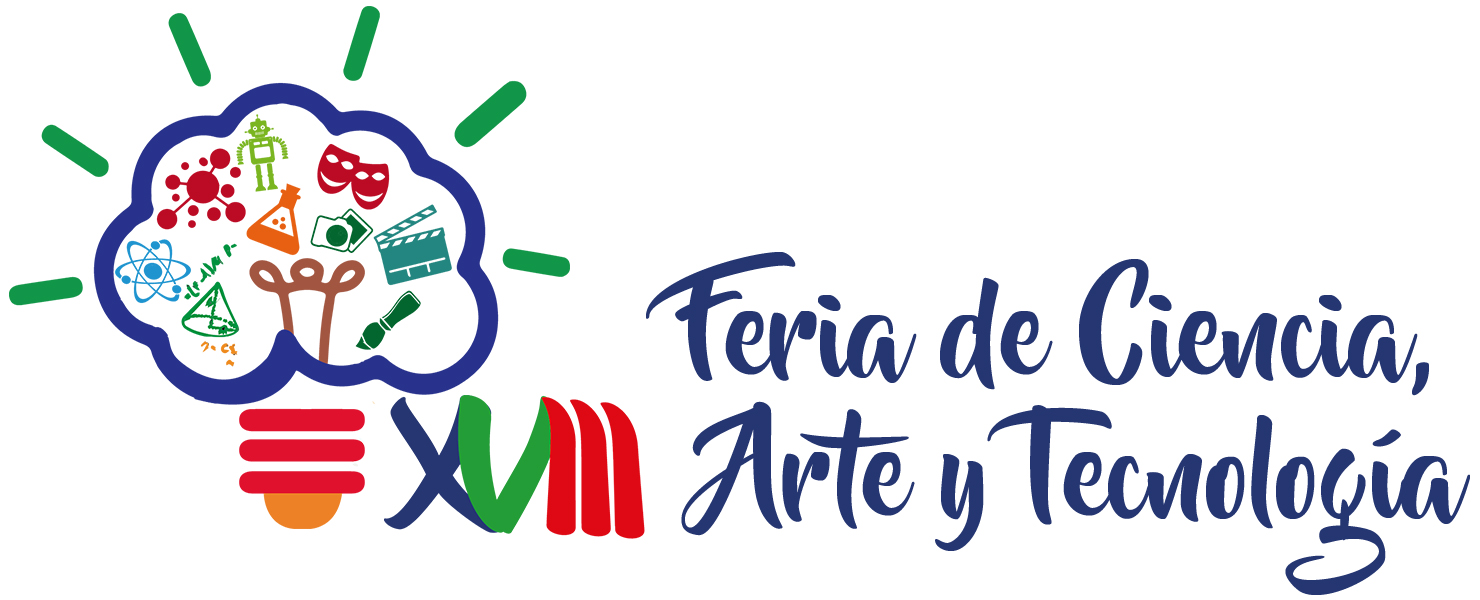 XVIII
Feria de Ciencia,
Arte y Tecnología